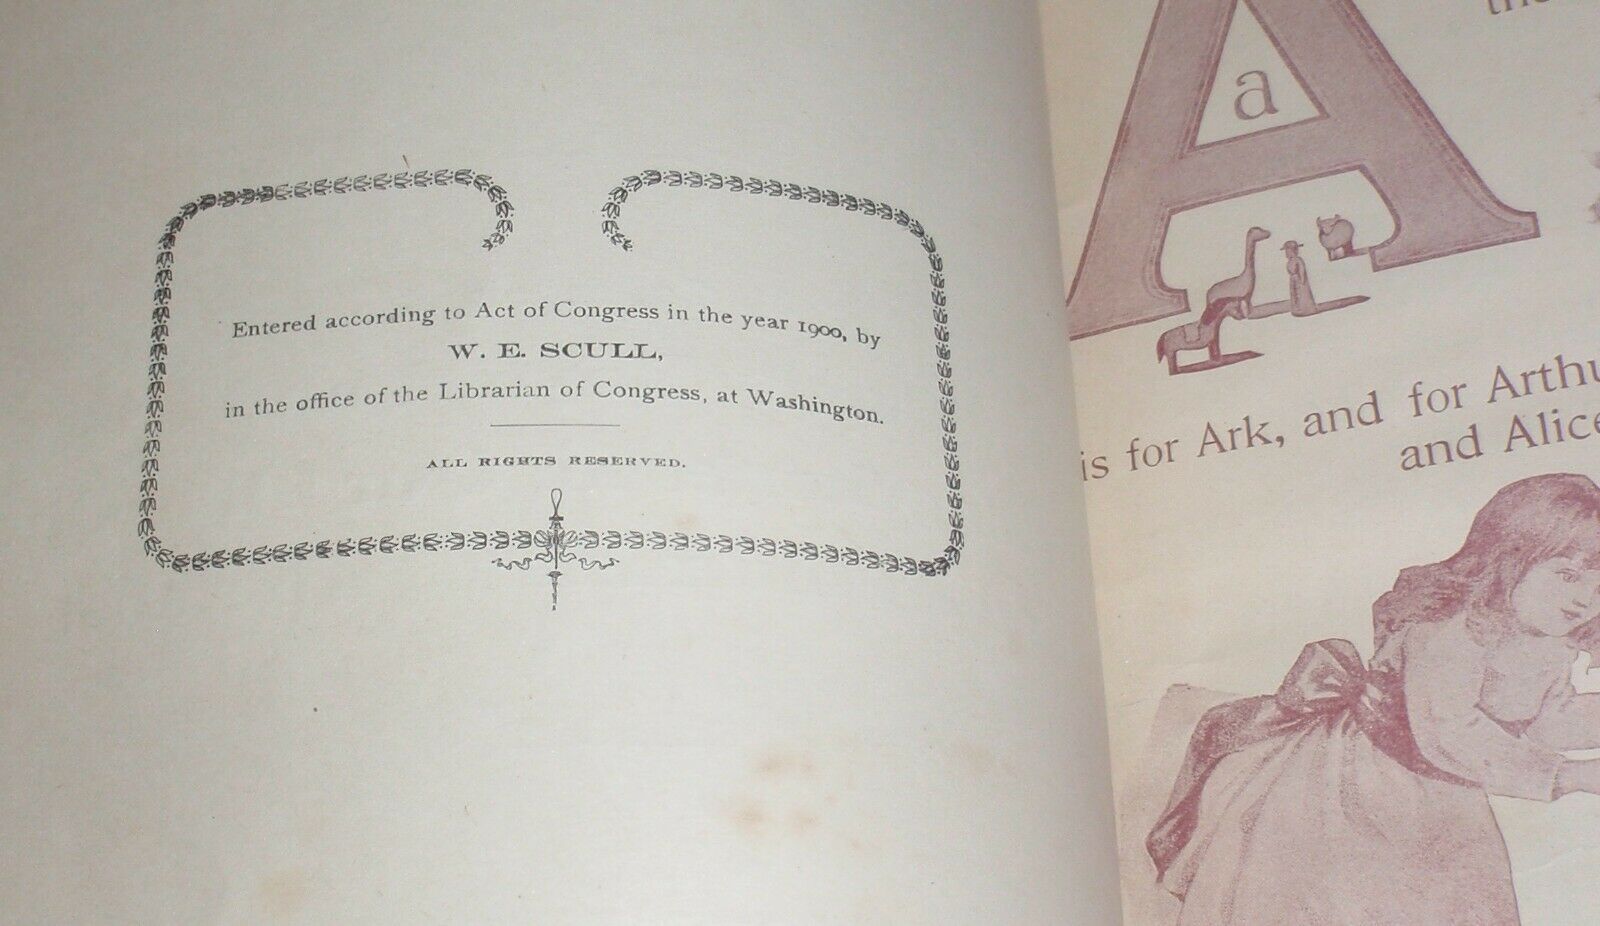 Entered according to Act of Congress in the year 1900, by
W. E. SCULL,
in the office of the Librarian of Congress, at Washington.
ALL RIGHTS RESERVED.
A
a
is for Ark, and for
and Alice